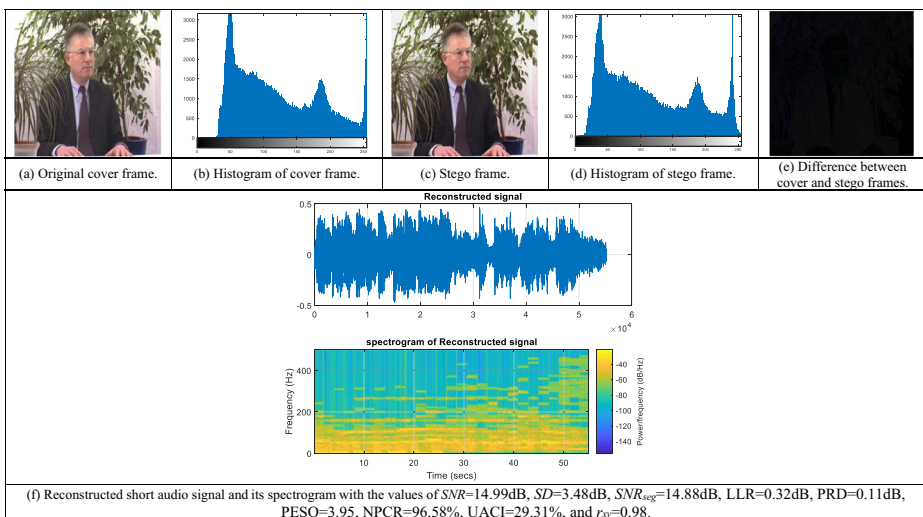 3000
2500
2000
1500
1000
500
0
0
50
100
150
200
250
3000
2500
2000
1500
1000
500
0
0
50
100
150
200
250
(a) Original cover frame.
(b) Histogram of cover frame.
(c) Stego frame.
(d) Histogram of stego frame.
(e) Difference between
cover and stego frames.
Reconstructed signal
0.5
0
-0.5
0 1 2 3 4 5 6
×10⁴
spectrogram of Reconstructed signal
Frequency (Hz)
400
200
0
10 20 30 40 50
Time (secs)
-40
-60
-80
-100
-120
-140
Power/frequency (dB/Hz)
(f) Reconstructed short audio signal and its spectrogram with the values of SNR=14.99dB, SD=3.48dB, SNRseg=14.88dB, LLR=0.32dB, PRD=0.11dB,
PESO=3.95, NPCR=96.58%, UACI=29.31%, and rxy=0.98.